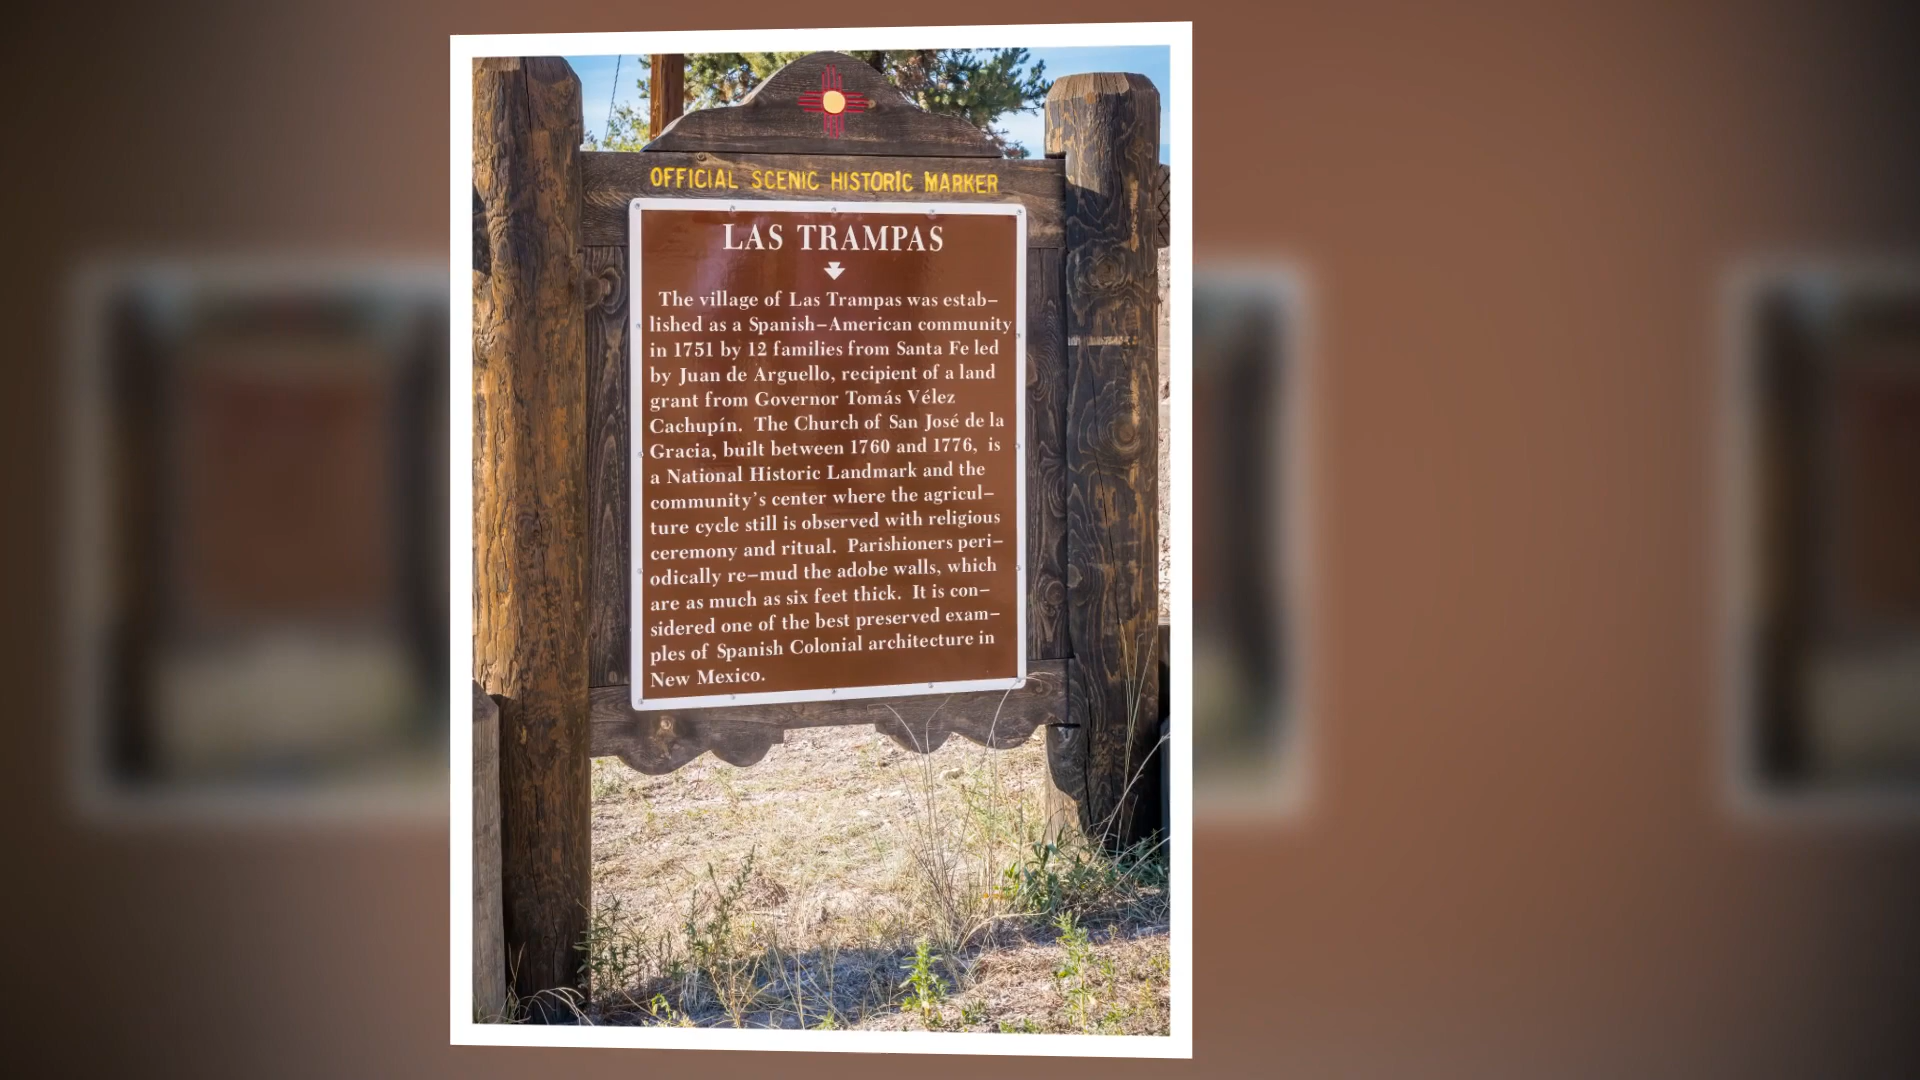 OFFICIAL SCENIC HISTORIC MARKER
LAS TRAMPAS
The village of Las Trampas was estab–
lished as a Spanish–American community
in 1751 by 12 families from Santa Fe led
by Juan de Arguello, recipient of a land
grant from Governor Tomás Vélez
Cachupín. The Church of San José de la
Gracia, built between 1760 and 1776, is
a National Historic Landmark and the
community's center where the agricul–
ture cycle still is observed with religious
ceremony and ritual. Parishioners peri–
odically re–mud the adobe walls, which
are as much as six feet thick. It is con–
sidered one of the best preserved exam–
ples of Spanish Colonial architecture in
New Mexico.